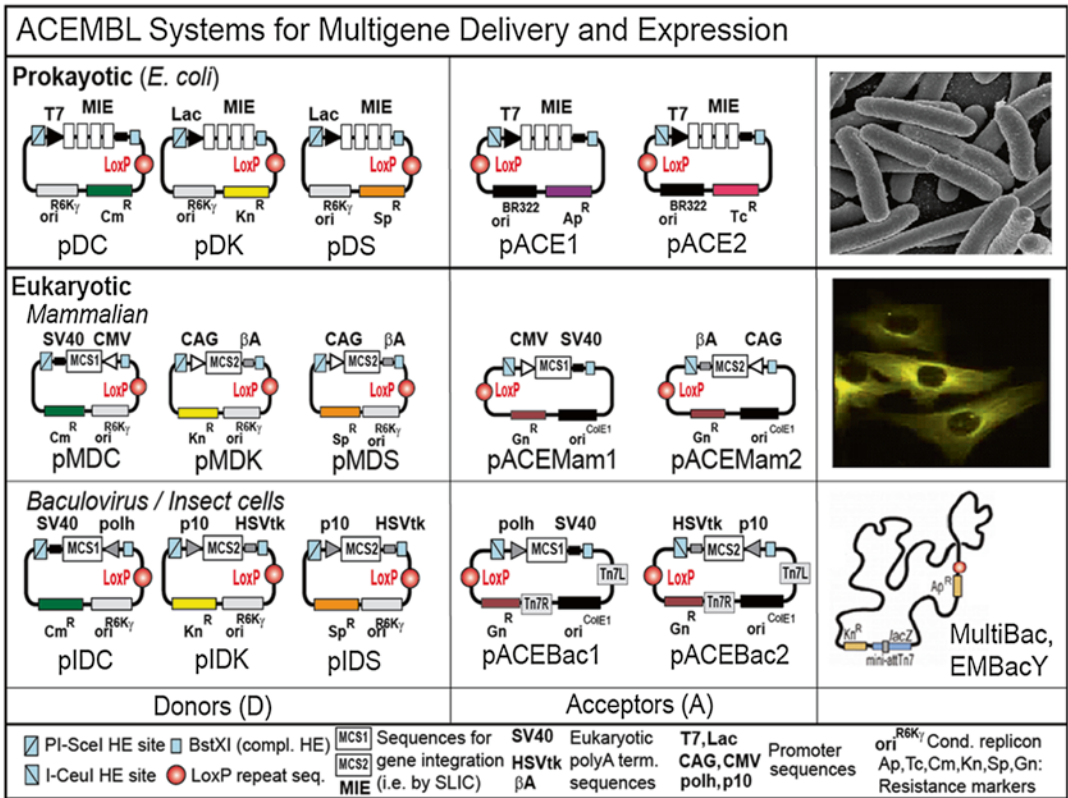 ACEMBL Systems for Multigene Delivery and Expression
Prokayotic (E. coli)
T7 MIE Lac MIE Lac MIE T7 MIE T7 MIE
LoxP LoxP LoxP LoxP LoxP
ori R6Kγ Cm R ori R6Kγ Kn R ori R6Kγ Sp R ori BR322 Ap R ori BR322 Tc R
pDC pDK pDS pACE1 pACE2
Eukaryotic
Mammalian
SV40 CMV CAG βA CAG βA CMV SV40 βA CAG
MCS1 MCS2 MCS2 MCS1 MCS2
LoxP LoxP LoxP LoxP LoxP
Cm R ori R6Kγ Kn R ori R6Kγ Sp R ori R6Kγ Gn R ori ColE1 Gn R ori ColE1
pMDC pMDK pMDS pACEMam1 pACEMam2
Baculovirus / Insect cells
SV40 polh p10 HSVtk p10 HSVtk polh SV40 HSVtk p10
MCS1 MCS2 MCS2 MCS1 MCS2
LoxP LoxP LoxP LoxP Tn7L LoxP Tn7L
Tn7R Tn7R
Cm R ori R6Kγ Kn R ori R6Kγ Sp R ori R6Kγ Gn R ori ColE1 Gn R ori ColE1
pIDC pIDK pIDS pACEBac1 pACEBac2
Ap R
Kn R lacZ
mini-attTn7
MultiBac,
EMBacY
Donors (D) Acceptors (A)
PI-SceI HE site BstXI (compl. HE)
I-CeuI HE site LoxP repeat seq.
MCS1 Sequences for
MCS2 gene integration
MIE (i.e. by SLIC)
SV40 Eukaryotic
HSVtk polyA term.
βA sequences
T7,Lac
CAG,CMV
polh,p10
Promoter
sequences
ori R6Kγ Cond. replicon
Ap,Tc,Cm,Kn,Sp,Gn:
Resistance markers